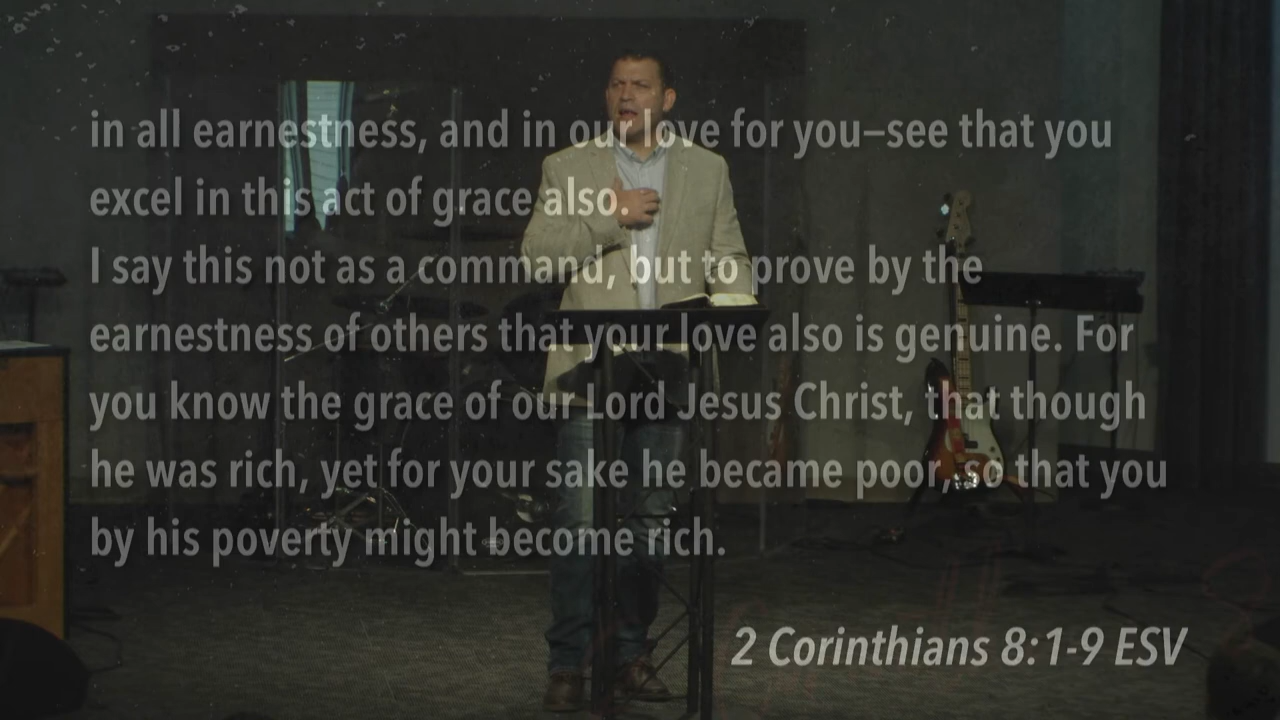 in all earnestness, and in our love for you–see that you
excel in this act of grace also.
I say this not as a command, but to prove by the
earnestness of others that your love also is genuine. For
you know the grace of our Lord Jesus Christ, that though
he was rich, yet for your sake he became poor, so that you
by his poverty might become rich.
2 Corinthians 8:1-9 ESV